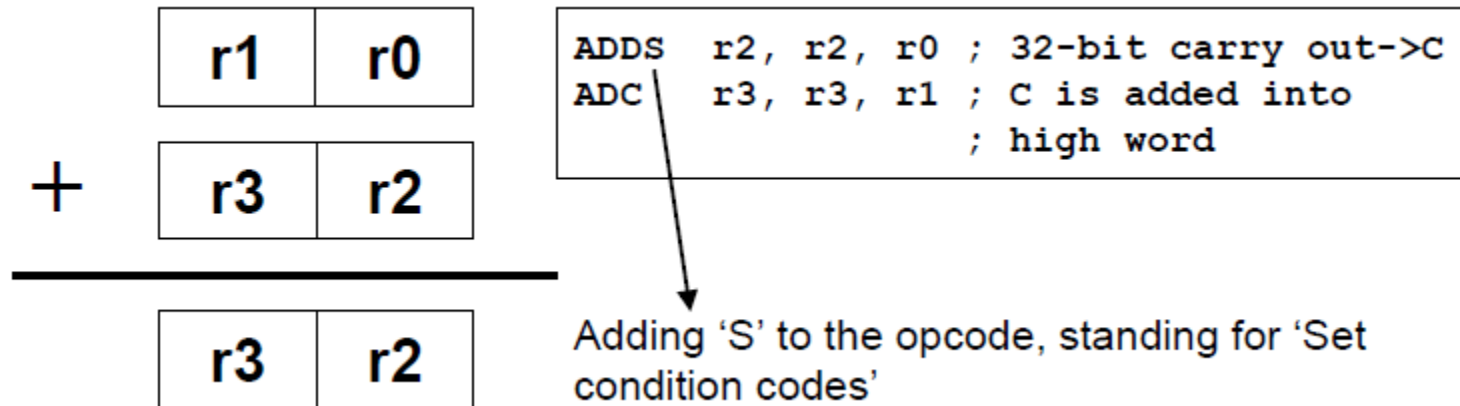 r1 r0
+ r3 r2
r3 r2
ADDS r2, r2, r0 ; 32-bit carry out->C
ADC r3, r3, r1 ; C is added into
; high word
Adding ‘S’ to the opcode, standing for ‘Set
condition codes’